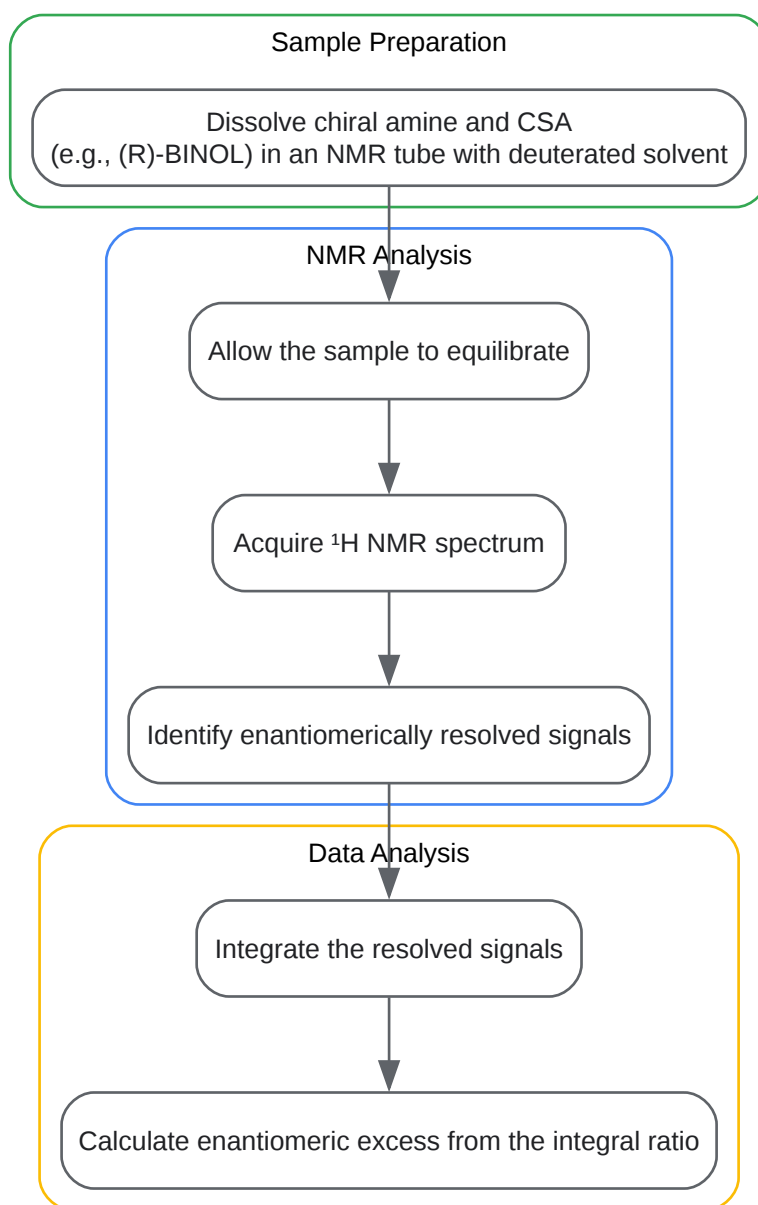 Sample Preparation
Dissolve chiral amine and CSA
(e.g., (R)-BINOL) in an NMR tube with deuterated solvent
NMR Analysis
Allow the sample to equilibrate
Acquire ¹H NMR spectrum
Identify enantiomerically resolved signals
Data Analysis
Integrate the resolved signals
Calculate enantiomeric excess from the integral ratio